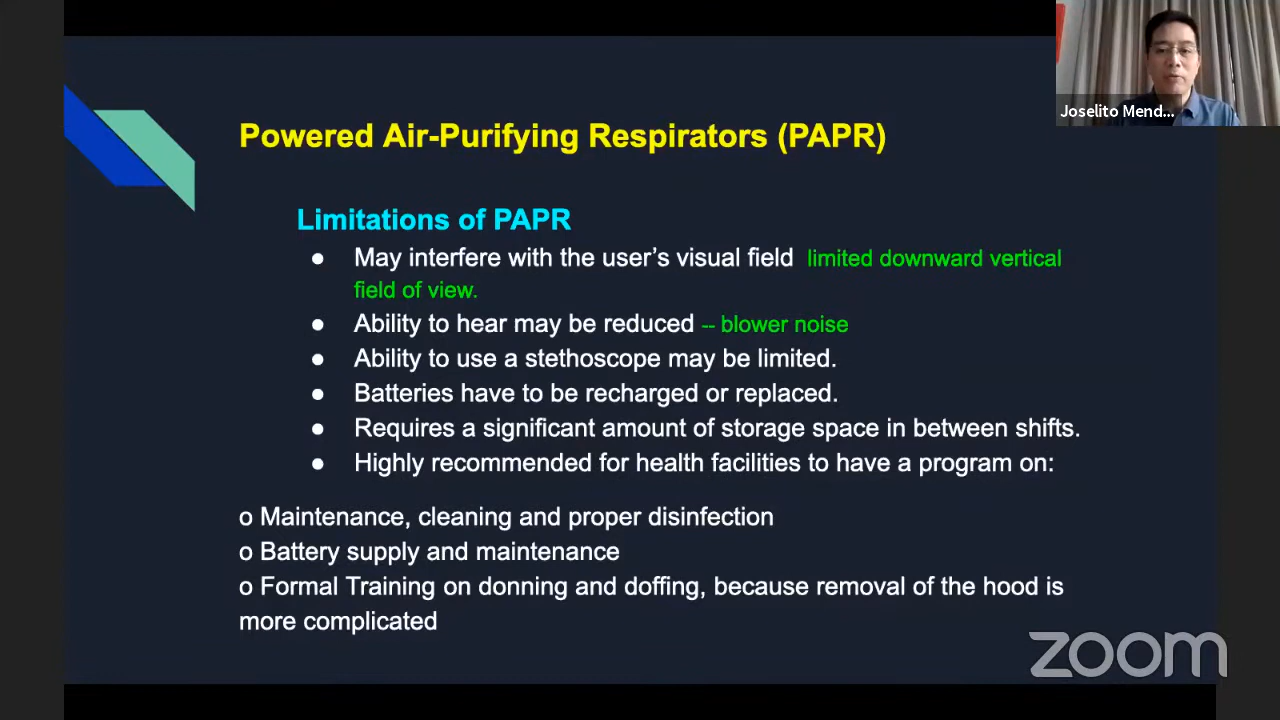 Joselito Mend...
Powered Air-Purifying Respirators (PAPR)
Limitations of PAPR
● May interfere with the user's visual field limited downward vertical
field of view.
● Ability to hear may be reduced -- blower noise
● Ability to use a stethoscope may be limited.
● Batteries have to be recharged or replaced.
● Requires a significant amount of storage space in between shifts.
● Highly recommended for health facilities to have a program on:
o Maintenance, cleaning and proper disinfection
o Battery supply and maintenance
o Formal Training on donning and doffing, because removal of the hood is
more complicated
zoom